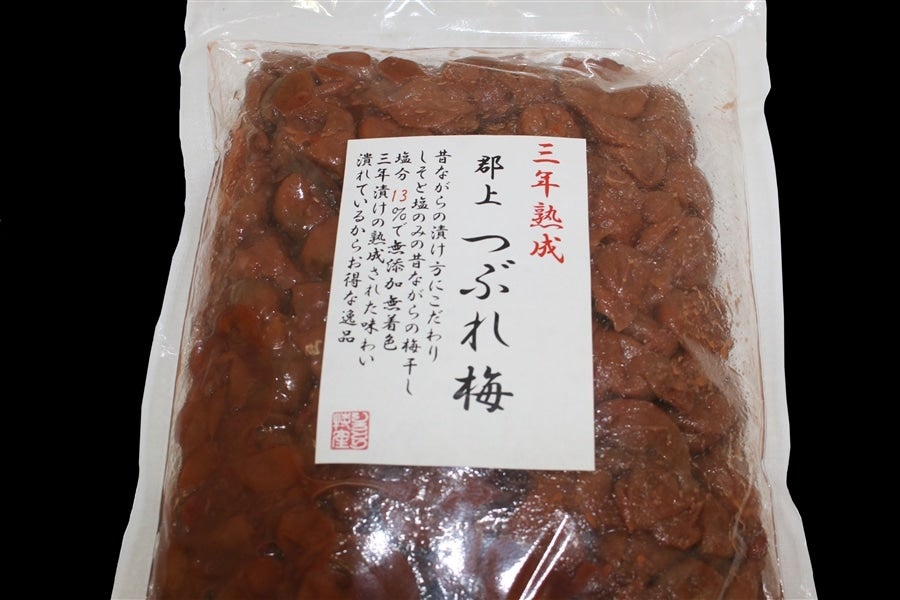 三年熟成
郡上 つぶれ梅
昔ながらの漬け方にこだわり
しそと塩のみの昔ながらの梅干し
塩分13%で無添加無着色
三年漬けの熟成された味わい
潰れているからお得な逸品